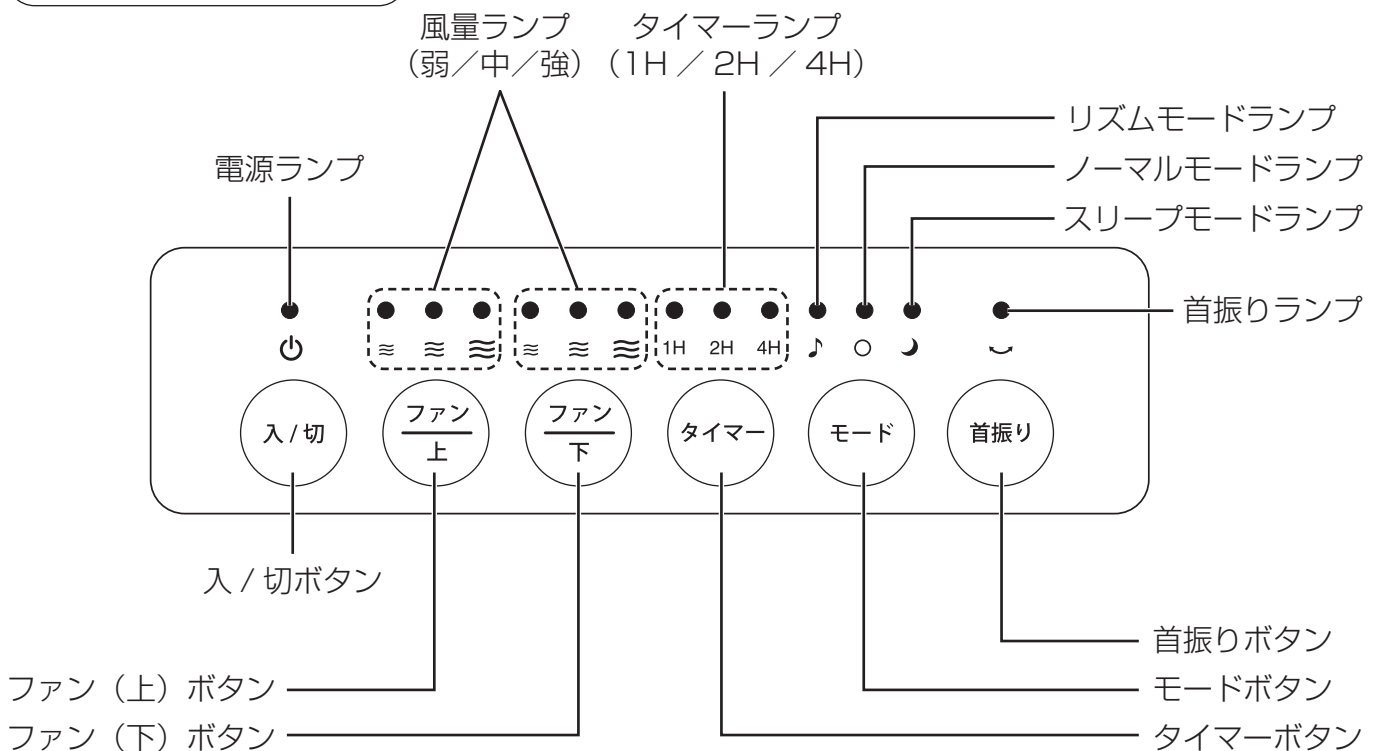 風量ランプ
（弱／中／強）
タイマーランプ
（1H ／ 2H ／ 4H）
リズムモードランプ
ノーマルモードランプ
スリープモードランプ
電源ランプ
首振りランプ
1H 2H 4H
入 / 切
ファン
上
ファン
下
タイマー
モード
首振り
入 / 切ボタン
首振りボタン
ファン（上）ボタン
モードボタン
ファン（下）ボタン
タイマーボタン